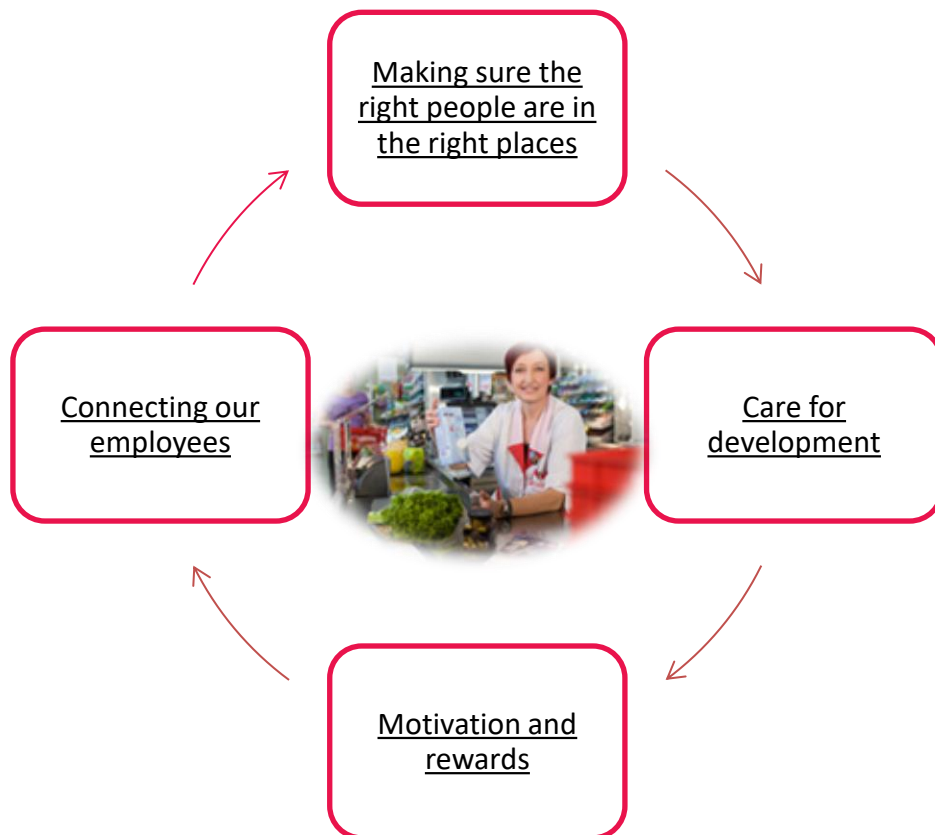 Making sure the
right people are in
the right places
Connecting our
employees
Care for
development
Motivation and
rewards